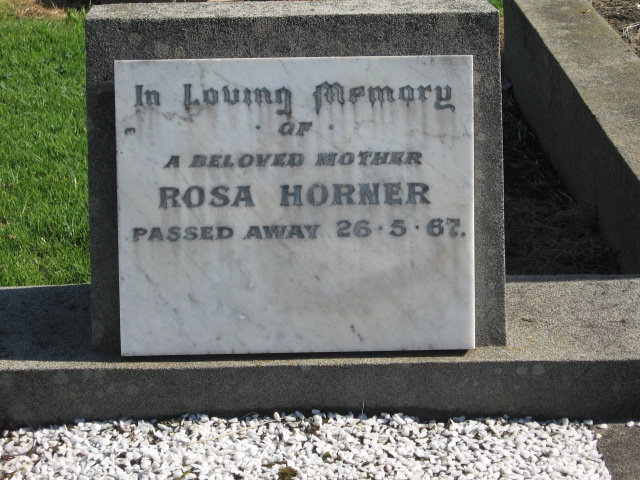 In Loving Memory
· OF ·
A BELOVED MOTHER
ROSA HORNER
PASSED AWAY 26·5·67.